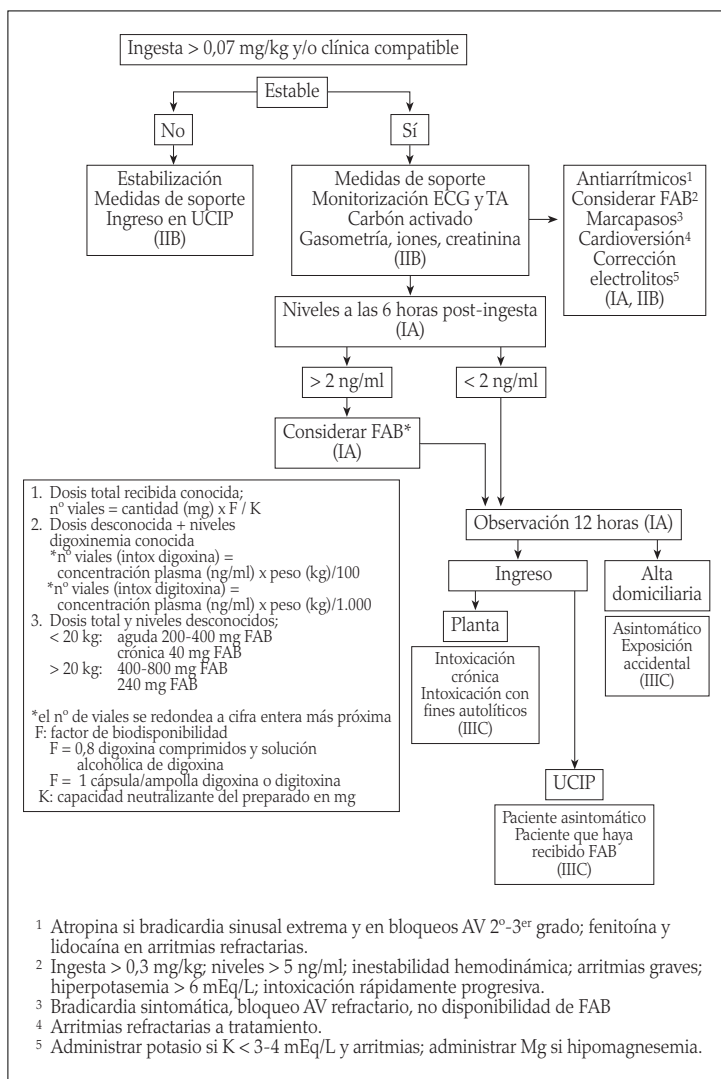 Ingesta > 0,07 mg/kg y/o clínica compatible
Estable
No
Sí
Estabilización
Medidas de soporte
Ingreso en UCIP
(IIB)
Medidas de soporte
Monitorización ECG y TA
Carbón activado
Gasometría, iones, creatinina
(IIB)
Antiarrítmicos¹
Considerar FAB²
Marcapasos³
Cardioversión⁴
Corrección
electrolitos⁵
(IA, IIB)
Niveles a las 6 horas post-ingesta
(IA)
> 2 ng/ml
< 2 ng/ml
Considerar FAB*
(IA)
1. Dosis total recibida conocida;
nº viales = cantidad (mg) x F / K
2. Dosis desconocida + niveles
digoxinemia conocida
*nº viales (intox digoxina) =
concentración plasma (ng/ml) x peso (kg)/100
*nº viales (intox digitoxina) =
concentración plasma (ng/ml) x peso (kg)/1.000
3. Dosis total y niveles desconocidos;
< 20 kg: aguda 200-400 mg FAB
crónica 40 mg FAB
> 20 kg: 400-800 mg FAB
240 mg FAB
*el nº de viales se redondea a cifra entera más próxima
F: factor de biodisponibilidad
F = 0,8 digoxina comprimidos y solución
alcohólica de digoxina
F = 1 cápsula/ampolla digoxina o digitoxina
K: capacidad neutralizante del preparado en mg
Observación 12 horas (IA)
Ingreso
Alta
domiciliaria
Planta
Asintomático
Exposición
accidental
(IIIC)
Intoxicación
crónica
Intoxicación con
fines autolíticos
(IIIC)
UCIP
Paciente asintomático
Paciente que haya
recibido FAB
(IIIC)
¹ Atropina si bradicardia sinusal extrema y en bloqueos AV 2º-3ᵉʳ grado; fenitoína y
lidocaína en arritmias refractarias.
² Ingesta > 0,3 mg/kg; niveles > 5 ng/ml; inestabilidad hemodinámica; arritmias graves;
hiperpotasemia > 6 mEq/L; intoxicación rápidamente progresiva.
³ Bradicardia sintomática, bloqueo AV refractario, no disponibilidad de FAB
⁴ Arritmias refractarias a tratamiento.
⁵ Administrar potasio si K < 3-4 mEq/L y arritmias; administrar Mg si hipomagnesemia.